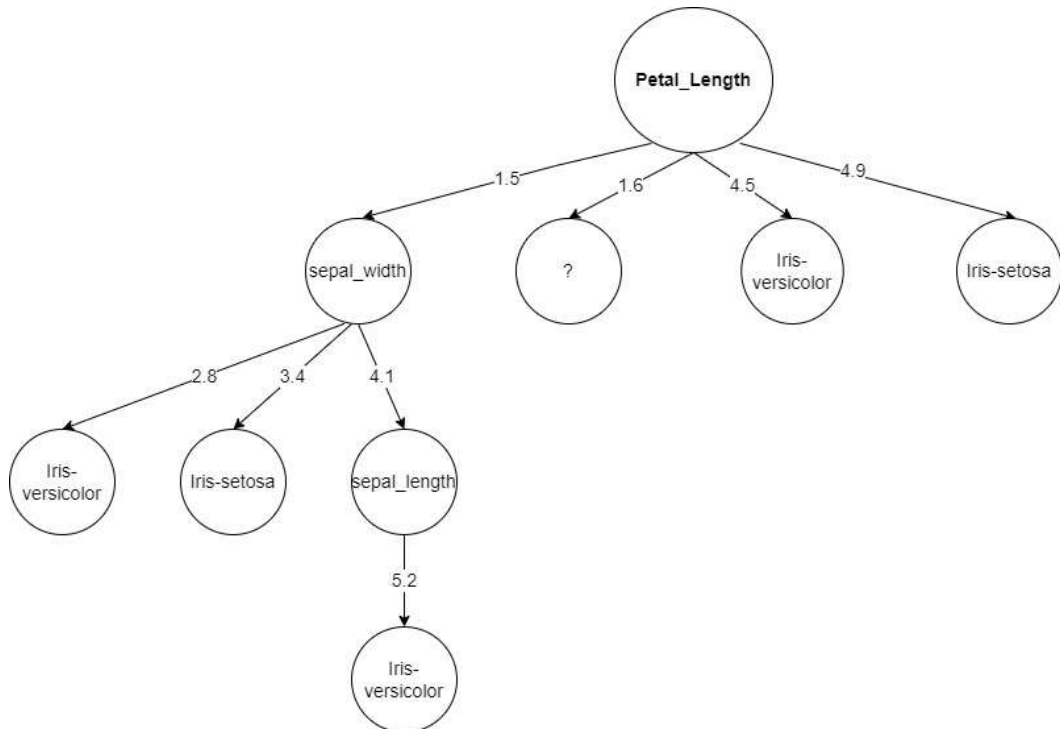 Petal_Length
1.5
1.6
4.5
4.9
sepal_width
?
Iris-
versicolor
Iris-setosa
2.8
3.4
4.1
Iris-
versicolor
Iris-setosa
sepal_length
5.2
Iris-
versicolor